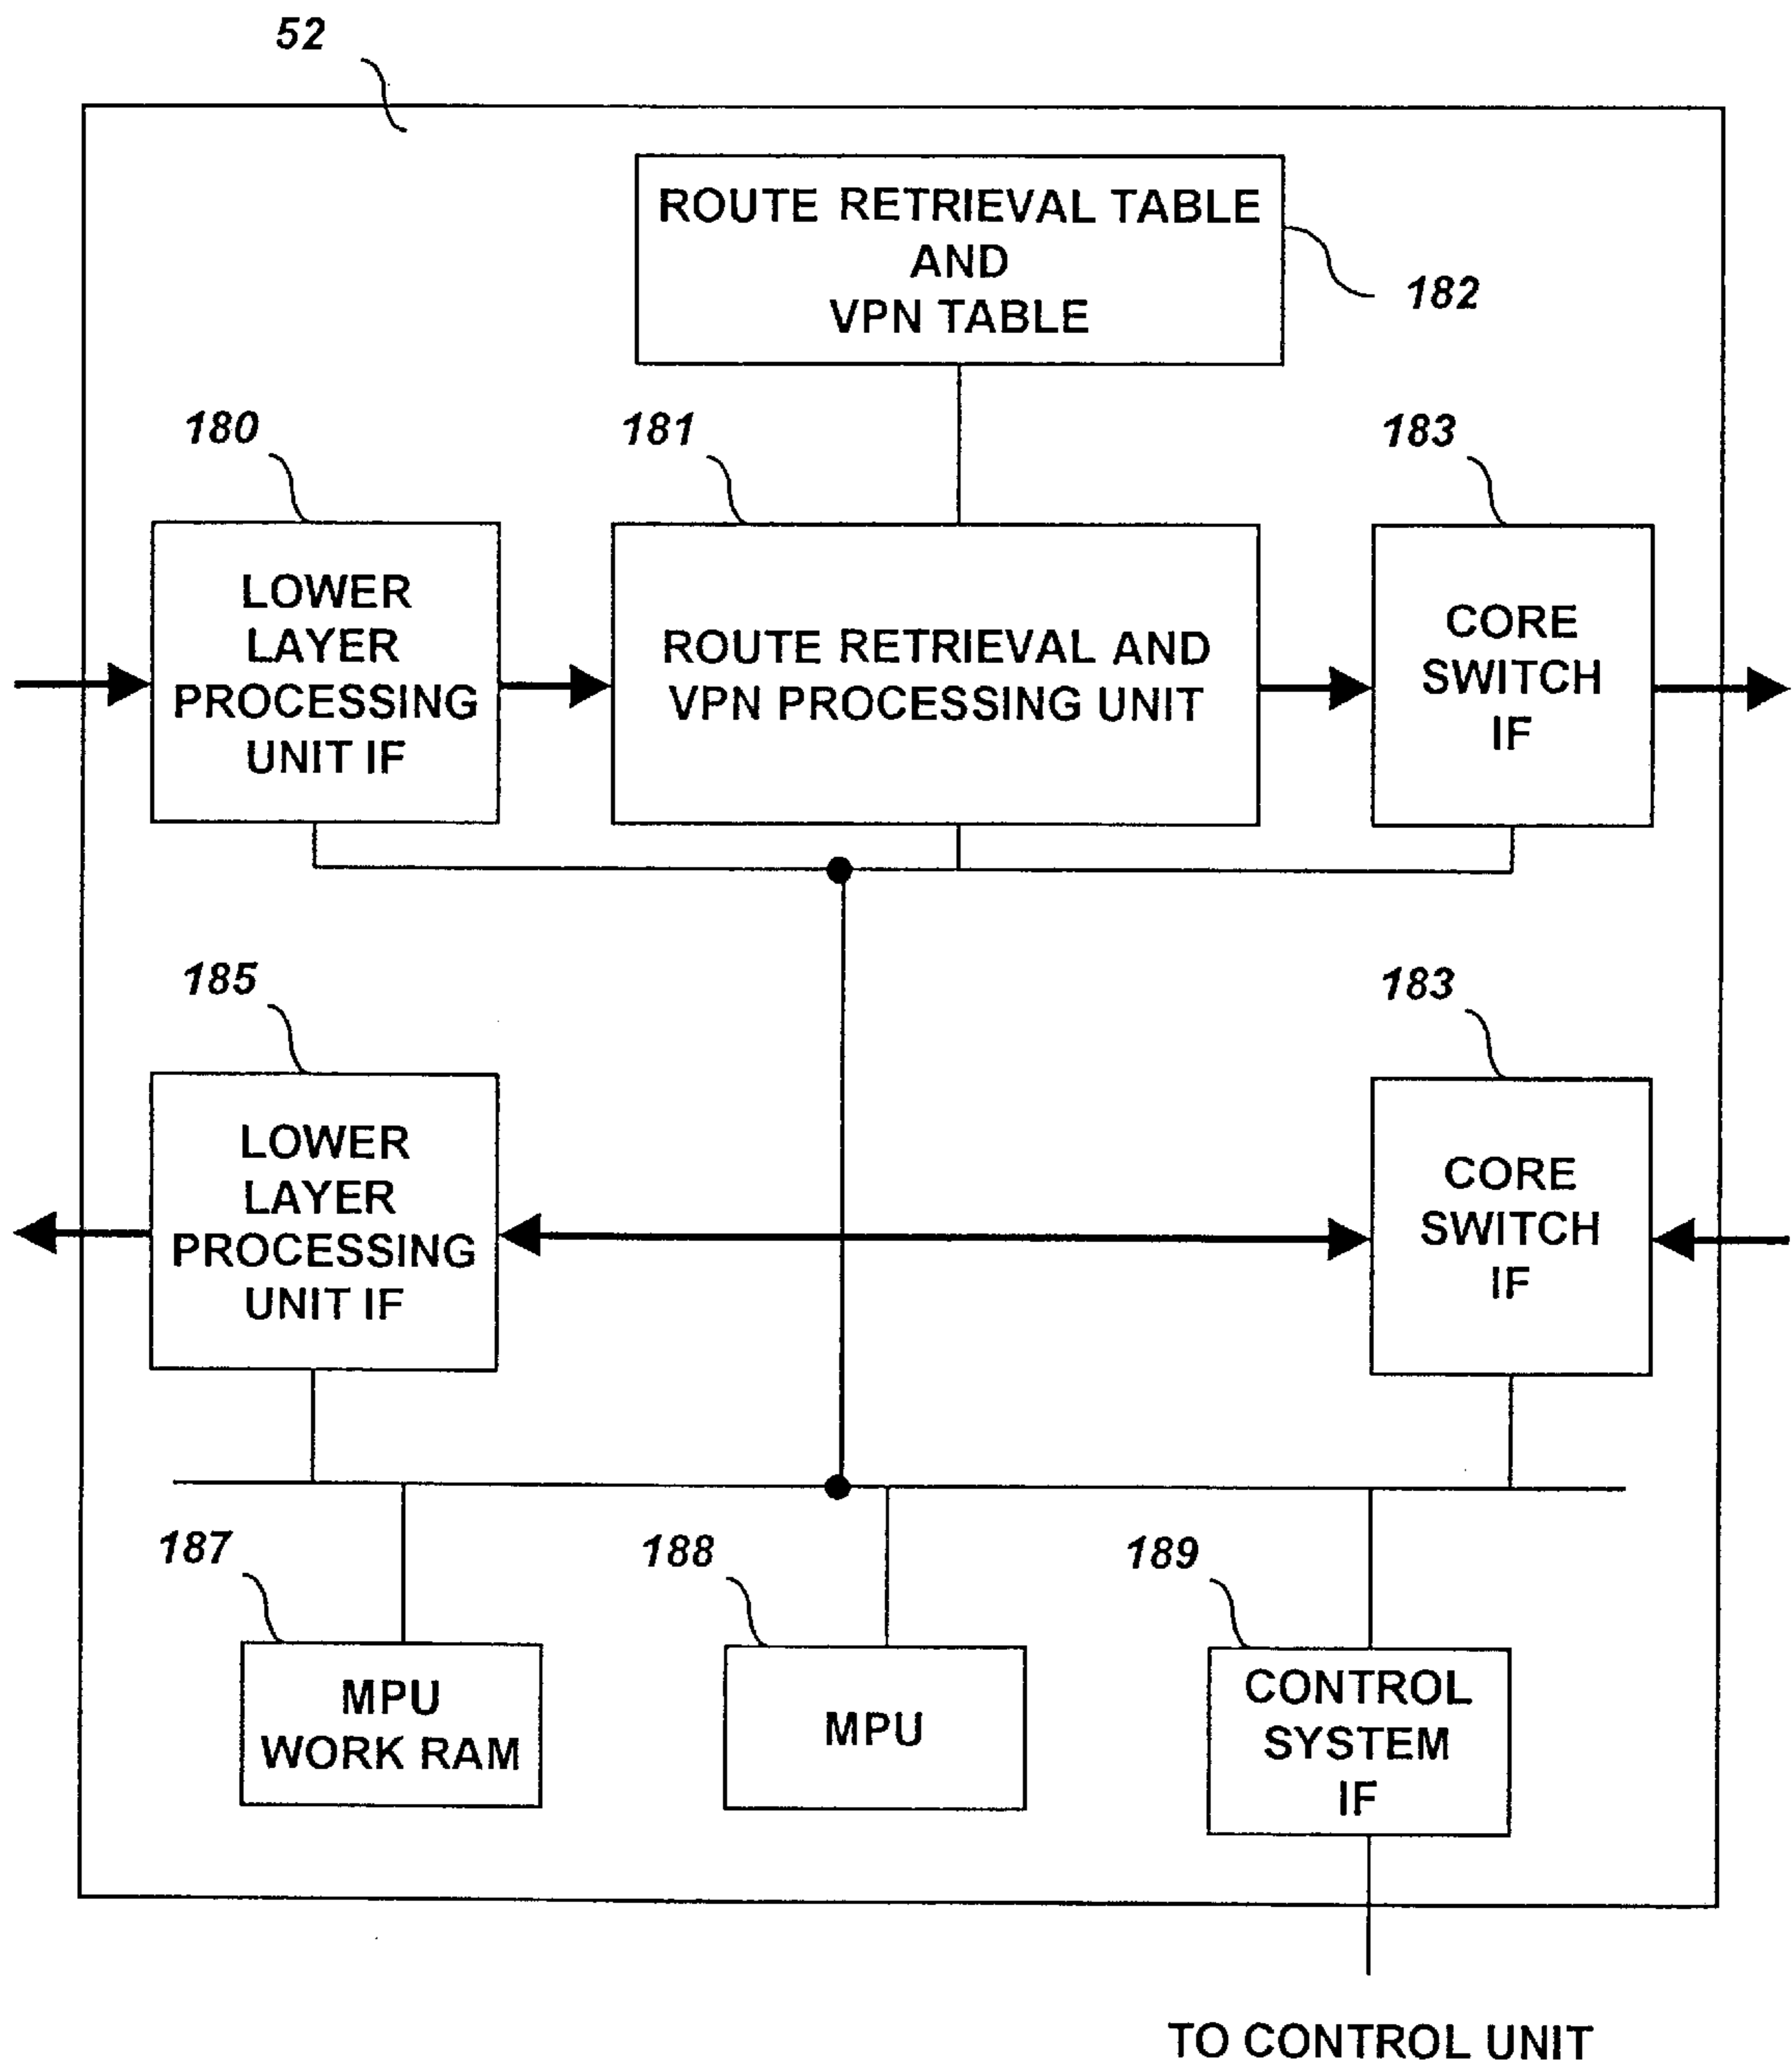 52
ROUTE RETRIEVAL TABLE
AND
VPN TABLE
182
180
181
183
LOWER
LAYER
PROCESSING
UNIT IF
ROUTE RETRIEVAL AND
VPN PROCESSING UNIT
CORE
SWITCH
IF
185
183
LOWER
LAYER
PROCESSING
UNIT IF
CORE
SWITCH
IF
187
188
189
MPU
WORK RAM
MPU
CONTROL
SYSTEM
IF
TO CONTROL UNIT